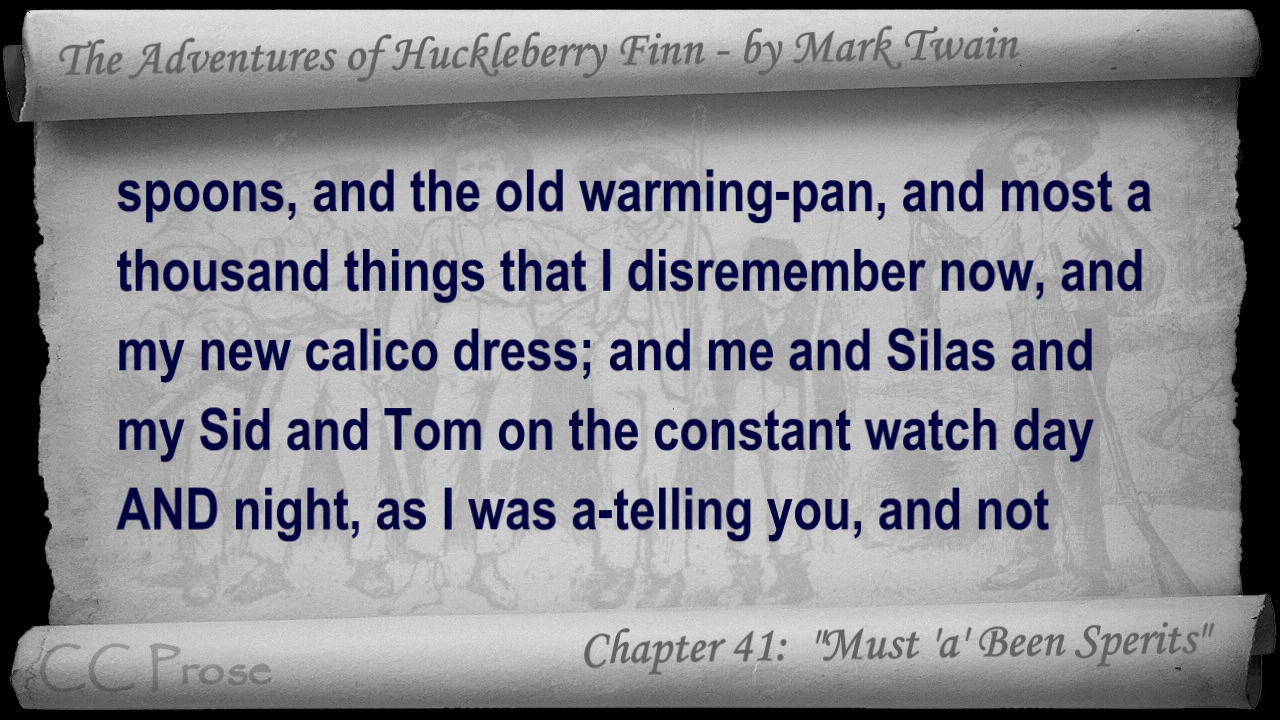 The Adventures of Huckleberry Finn - by Mark Twain
spoons, and the old warming-pan, and most a
thousand things that I disremember now, and
my new calico dress; and me and Silas and
my Sid and Tom on the constant watch day
AND night, as I was a-telling you, and not
Chapter 41: "Must 'a' Been Sperits"
CC Prose